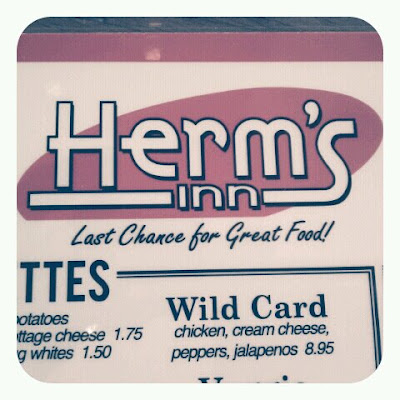 Herm's
inn
Last Chance for Great Food!
TTES
potatoes
ottage cheese 1.75
g whites 1.50
Wild Card
chicken, cream cheese,
peppers, jalapenos 8.95